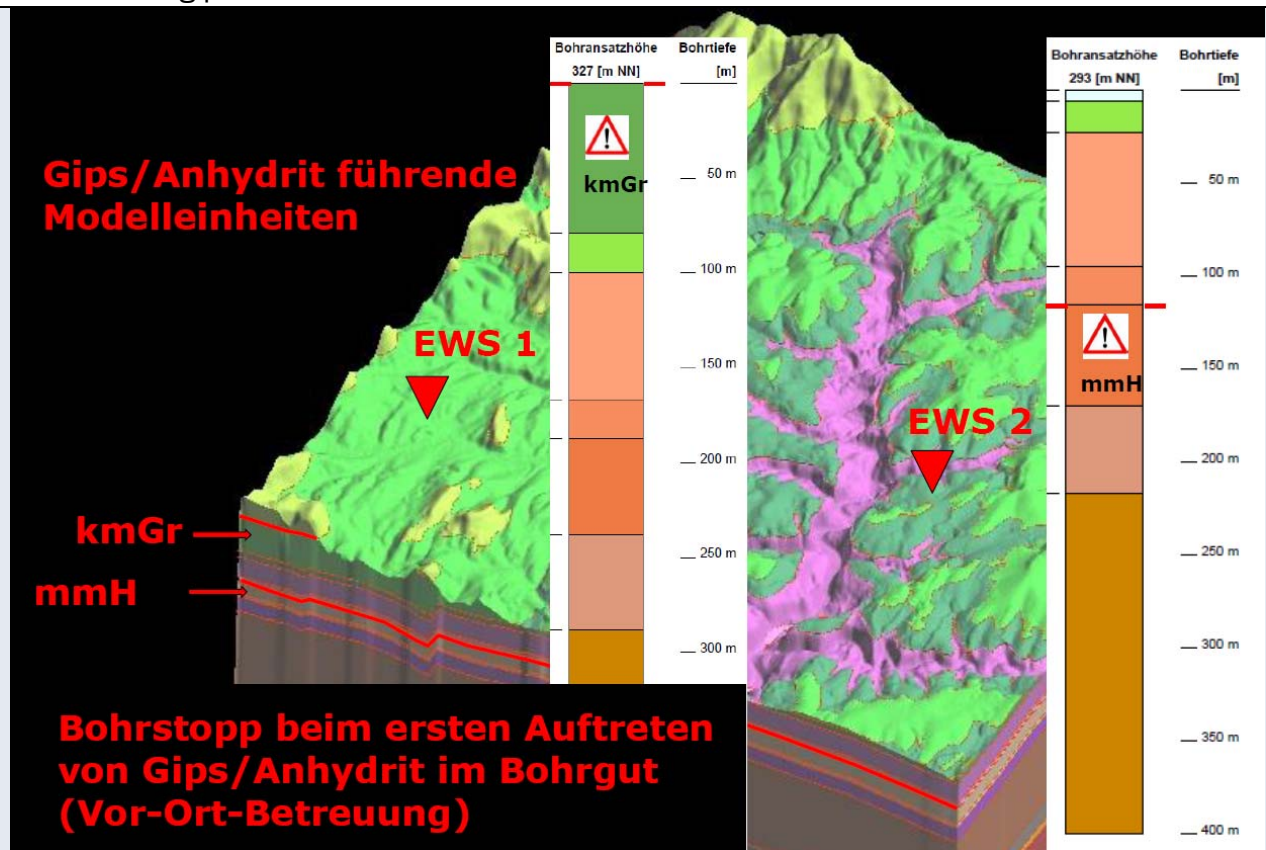 Bohransatzhöhe Bohrtiefe
327 [m NN] [m]
kmGr
50 m
100 m
150 m
200 m
250 m
300 m
Bohransatzhöhe Bohrtiefe
293 [m NN] [m]
50 m
100 m
mmH
150 m
200 m
250 m
300 m
350 m
400 m
Gips/Anhydrit führende
Modelleinheiten
EWS 1
EWS 2
kmGr
mmH
Bohrstopp beim ersten Auftreten
von Gips/Anhydrit im Bohrgut
(Vor-Ort-Betreuung)